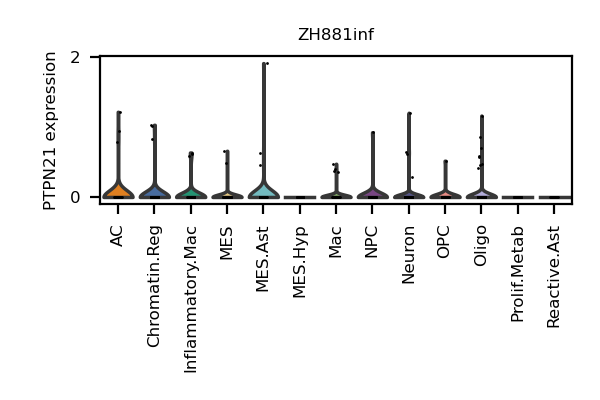 ZH881inf
PTPN21 expression
2
0
AC
Chromatin.Reg
Inflammatory.Mac
MES
MES.Ast
MES.Hyp
Mac
NPC
Neuron
OPC
Oligo
Prolif.Metab
Reactive.Ast